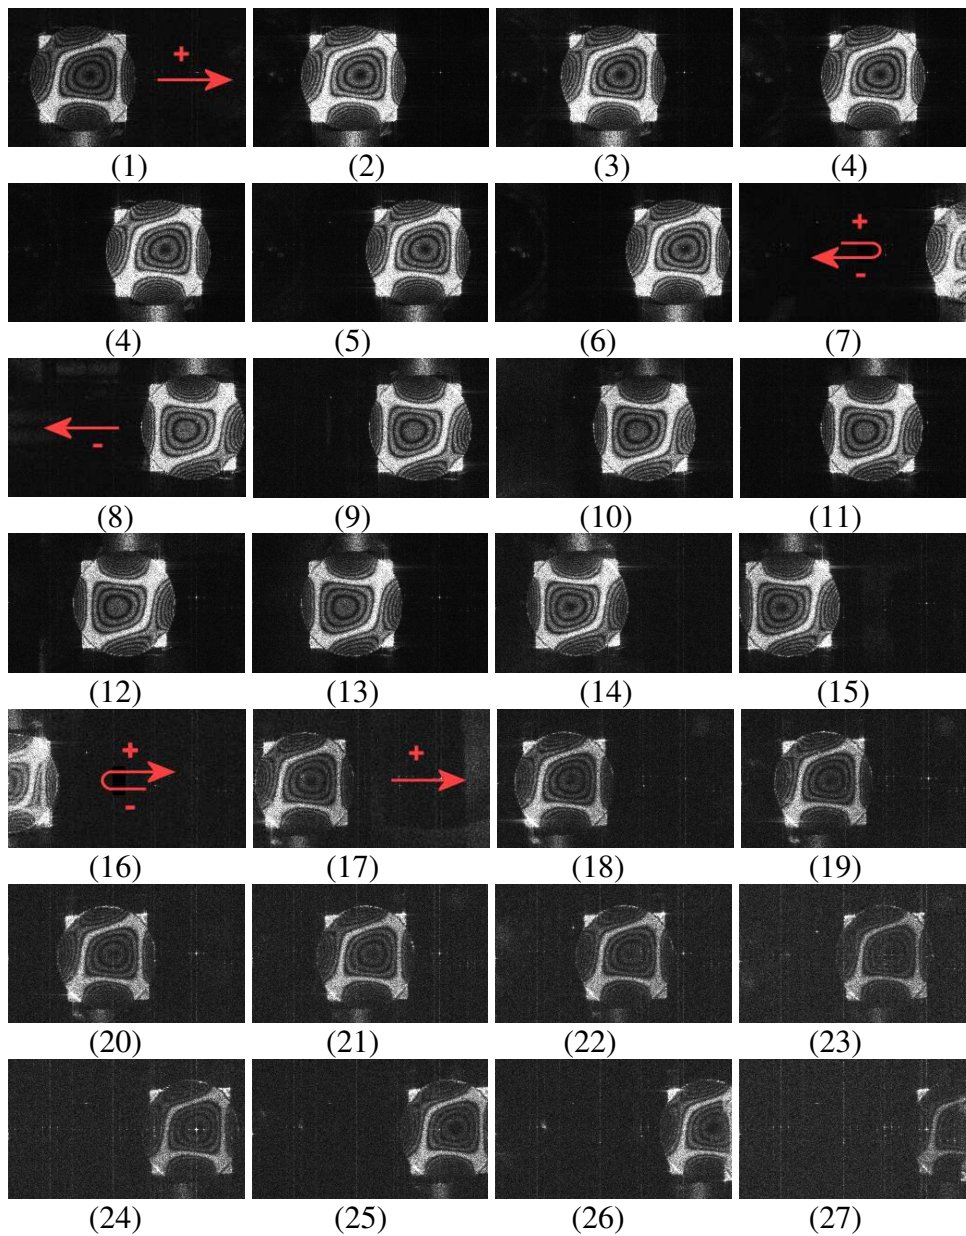 +
(1) (2) (3) (4)
+
-
(4) (5) (6) (7)
-
(8) (9) (10) (11)
(12) (13) (14) (15)
+ +
-
(16) (17) (18) (19)
(20) (21) (22) (23)
(24) (25) (26) (27)